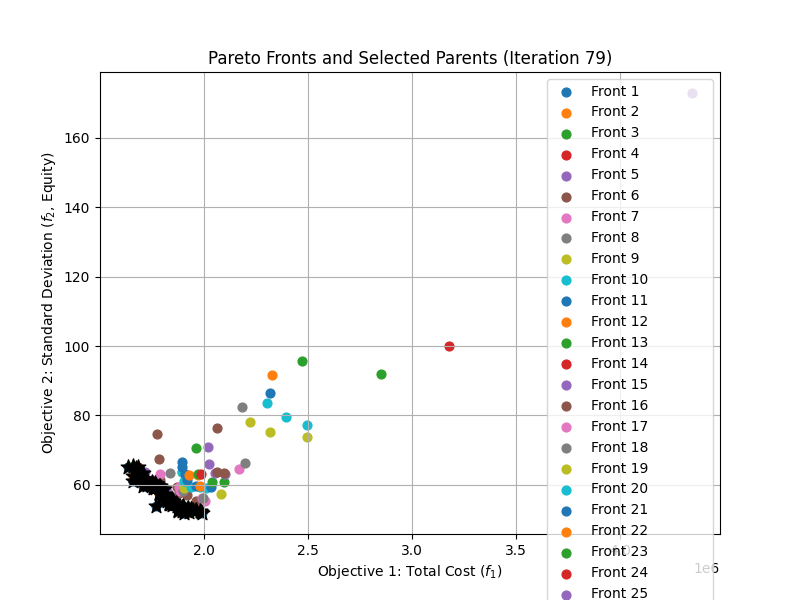 Pareto Fronts and Selected Parents (Iteration 79)
Objective 2: Standard Deviation (f₂, Equity)
160
140
120
100
80
60
2.0
2.5
3.0
3.5
4.0
1e6
Objective 1: Total Cost (f₁)
Front 1
Front 2
Front 3
Front 4
Front 5
Front 6
Front 7
Front 8
Front 9
Front 10
Front 11
Front 12
Front 13
Front 14
Front 15
Front 16
Front 17
Front 18
Front 19
Front 20
Front 21
Front 22
Front 23
Front 24
Front 25